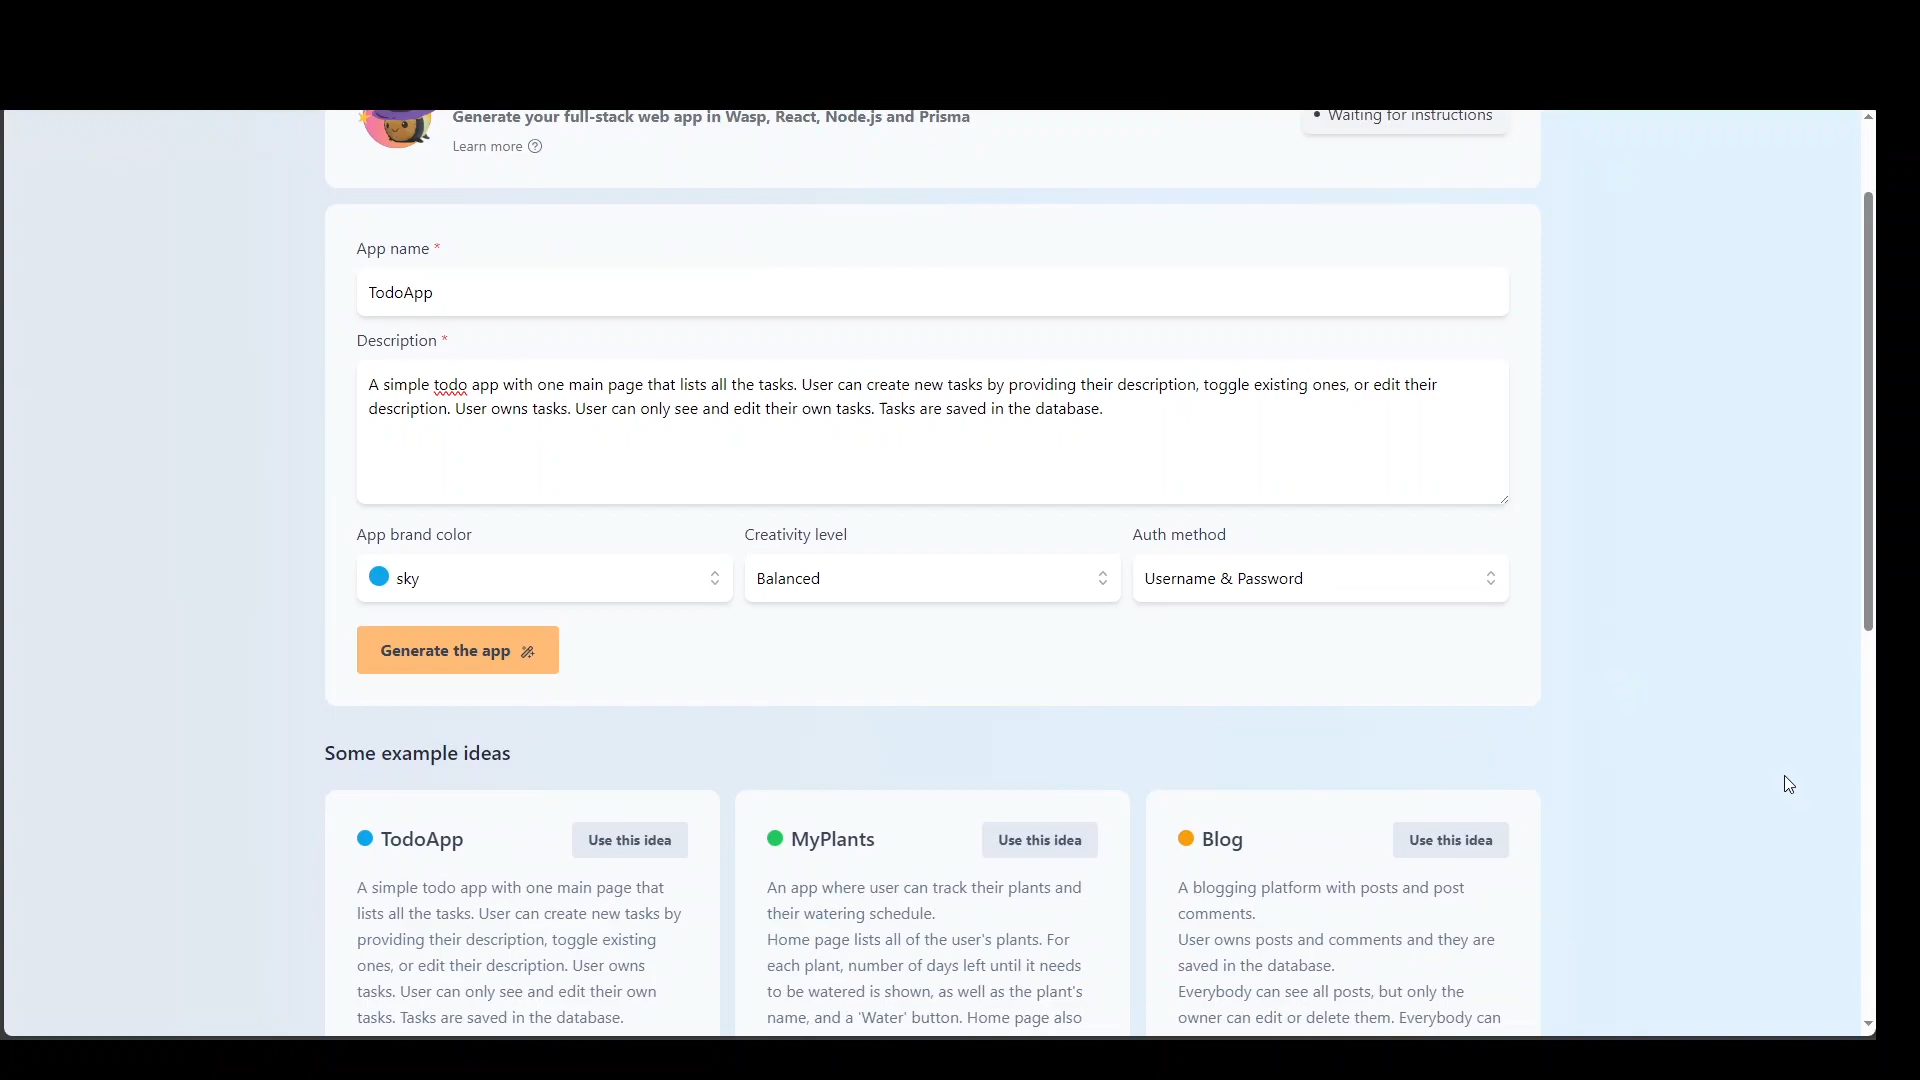 Generate your full-stack web app in Wasp, React, Node.js and Prisma
• Waiting for instructions
Learn more
App name *
TodoApp
Description *
A simple todo app with one main page that lists all the tasks. User can create new tasks by providing their description, toggle existing ones, or edit their
description. User owns tasks. User can only see and edit their own tasks. Tasks are saved in the database.
App brand color
Creativity level
Auth method
sky
Balanced
Username & Password
Generate the app
Some example ideas
TodoApp
Use this idea
A simple todo app with one main page that
lists all the tasks. User can create new tasks by
providing their description, toggle existing
ones, or edit their description. User owns
tasks. User can only see and edit their own
tasks. Tasks are saved in the database.
MyPlants
Use this idea
An app where user can track their plants and
their watering schedule.
Home page lists all of the user's plants. For
each plant, number of days left until it needs
to be watered is shown, as well as the plant's
name, and a 'Water' button. Home page also
Blog
Use this idea
A blogging platform with posts and post
comments.
User owns posts and comments and they are
saved in the database.
Everybody can see all posts, but only the
owner can edit or delete them. Everybody can